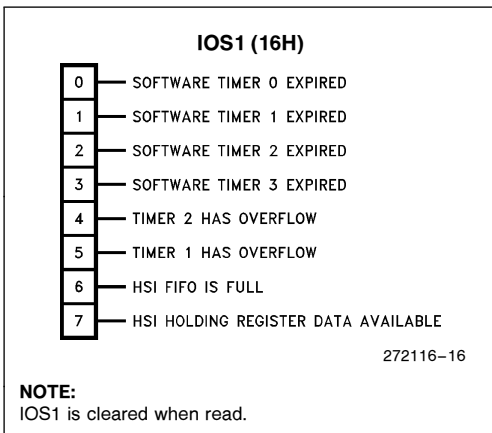 IOS1 (16H)
0 SOFTWARE TIMER 0 EXPIRED
1 SOFTWARE TIMER 1 EXPIRED
2 SOFTWARE TIMER 2 EXPIRED
3 SOFTWARE TIMER 3 EXPIRED
4 TIMER 2 HAS OVERFLOW
5 TIMER 1 HAS OVERFLOW
6 HSI FIFO IS FULL
7 HSI HOLDING REGISTER DATA AVAILABLE
272116–16
NOTE:
IOS1 is cleared when read.